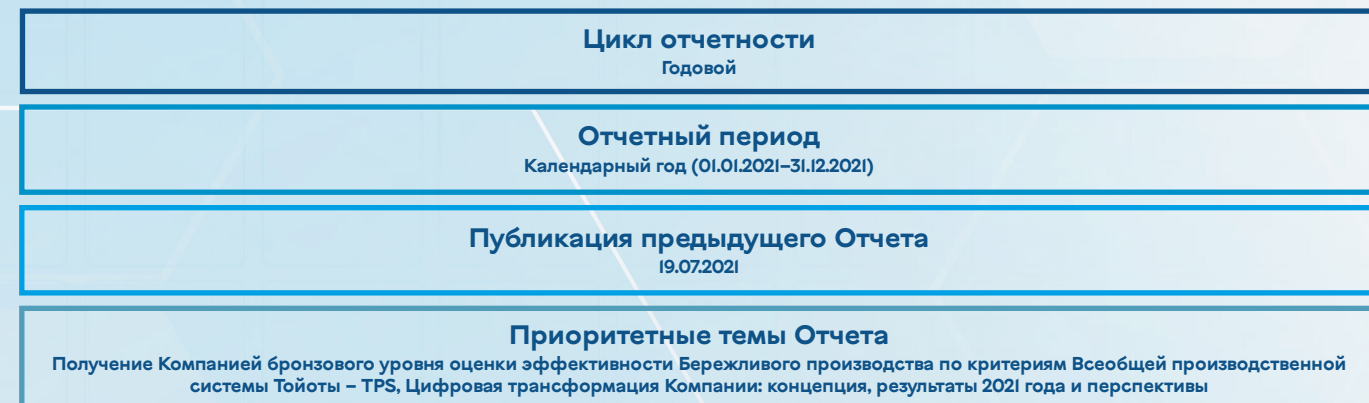 Цикл отчетности
Годовой
Отчетный период
Календарный год (01.01.2021–31.12.2021)
Публикация предыдущего Отчета
19.07.2021
Приоритетные темы Отчета
Получение Компанией бронзового уровня оценки эффективности Бережливого производства по критериям Всеобщей производственной
системы Тойоты – TPS, Цифровая трансформация Компании: концепция, результаты 2021 года и перспективы